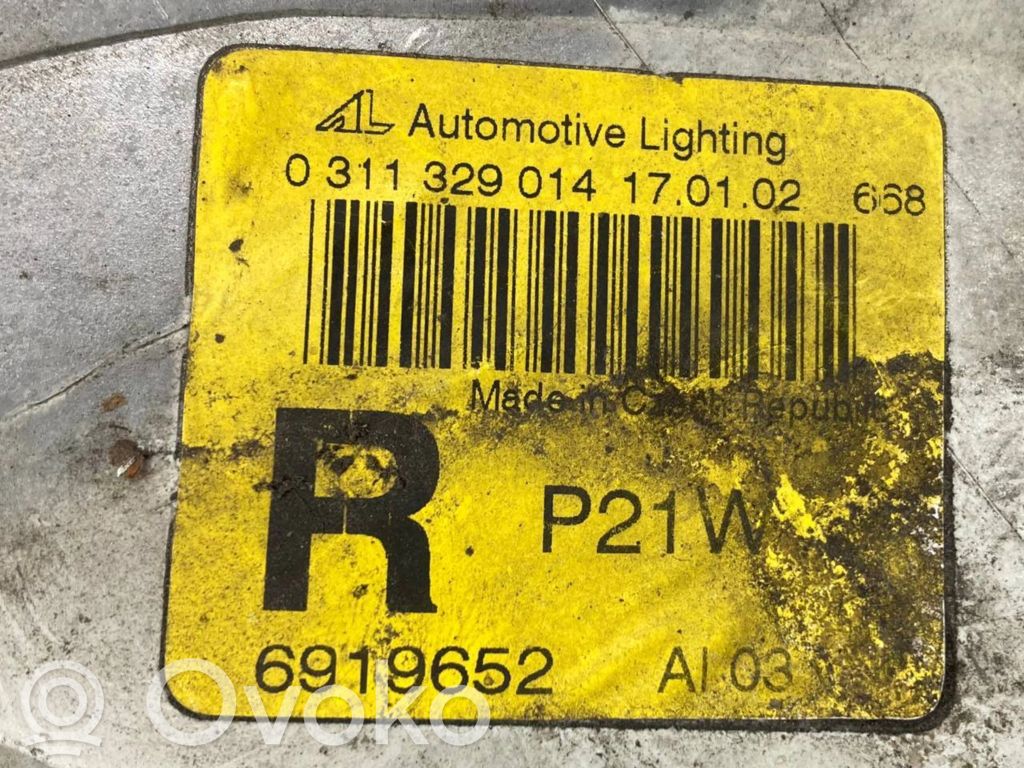 AL Automotive Lighting
0 311 329 014 17.01.02 668
Made in Czech Republic
R P21W
6919652 AI 03
Ovoko